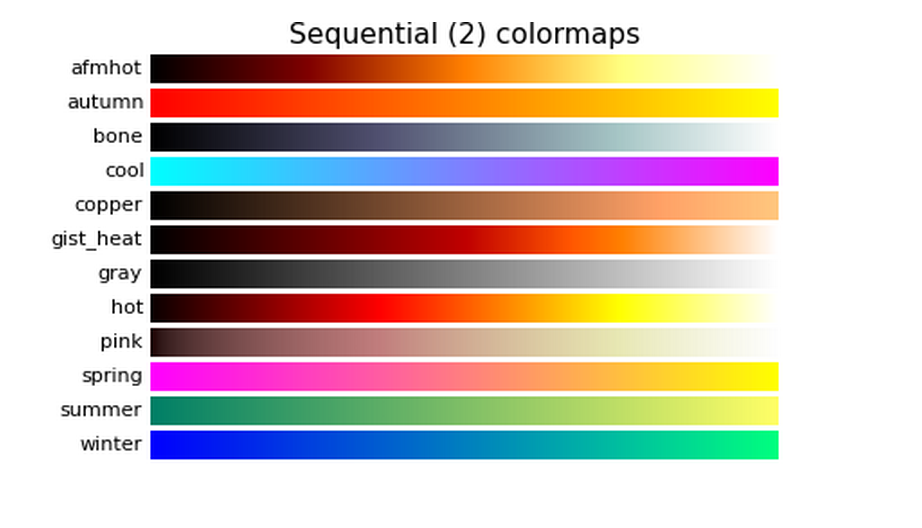 Sequential (2) colormaps
afmhot
autumn
bone
cool
copper
gist_heat
gray
hot
pink
spring
summer
winter